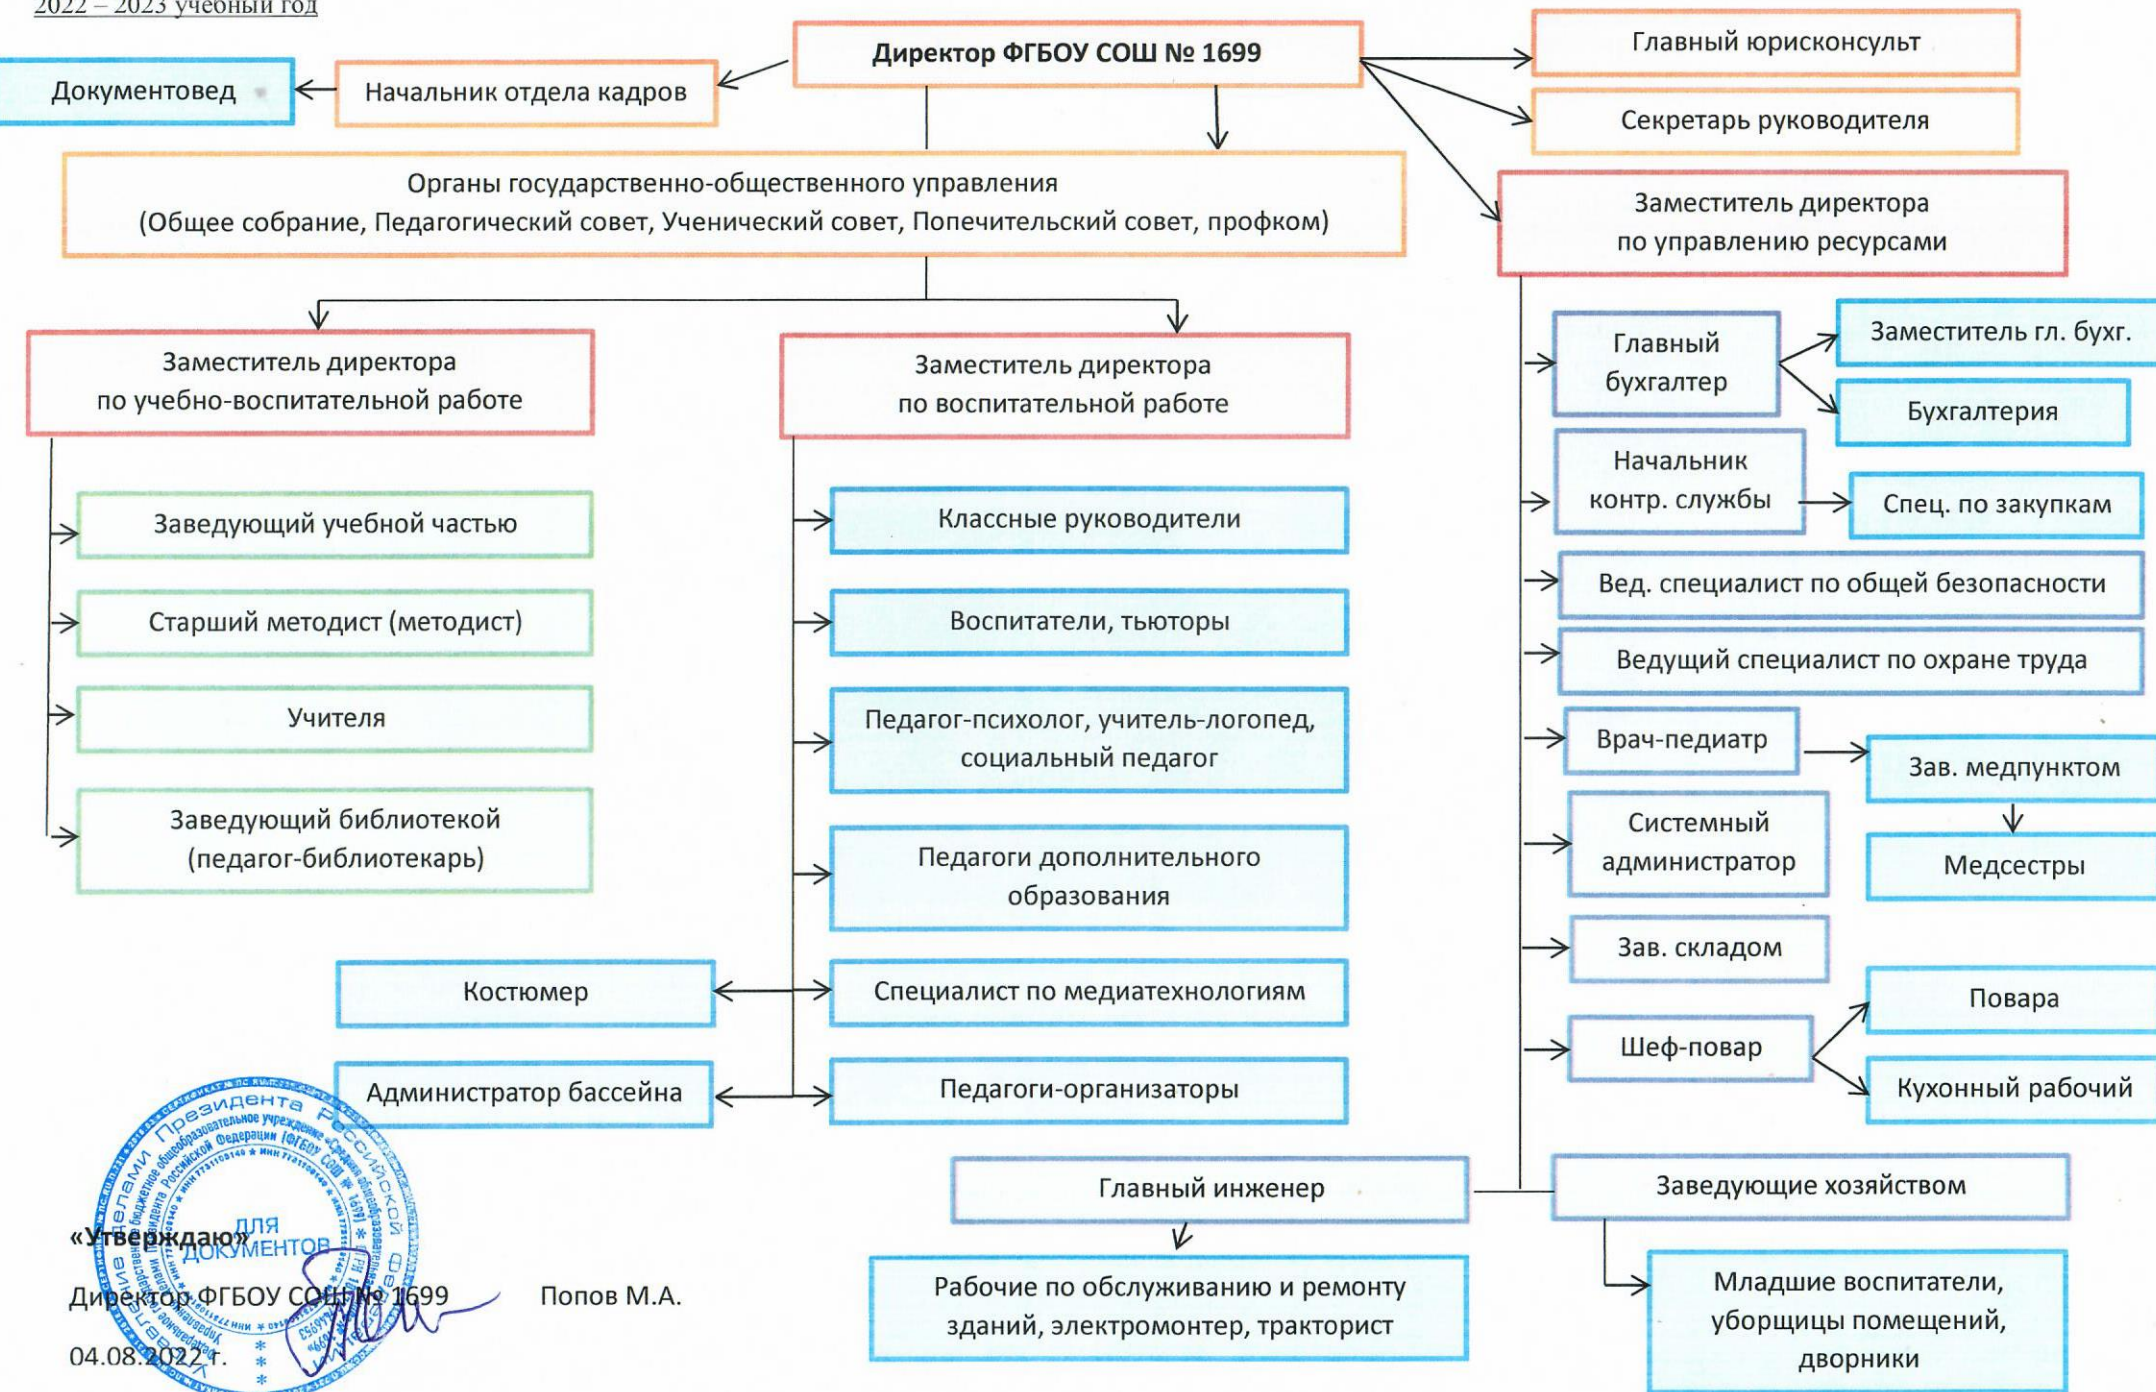 2022 – 2023 учебный год
Директор ФГБОУ СОШ № 1699
Главный юрисконсульт
Документовед
Начальник отдела кадров
Секретарь руководителя
Органы государственно-общественного управления
(Общее собрание, Педагогический совет, Ученический совет, Попечительский совет, профком)
Заместитель директора
по управлению ресурсами
Заместитель директора
по учебно-воспитательной работе
Заведующий учебной частью
Старший методист (методист)
Учителя
Заведующий библиотекой
(педагог-библиотекарь)
Заместитель директора
по воспитательной работе
Классные руководители
Воспитатели, тьюторы
Педагог-психолог, учитель-логопед,
социальный педагог
Педагоги дополнительного
образования
Костюмер
Специалист по медиатехнологиям
Администратор бассейна
Педагоги-организаторы
Главный
бухгалтер
Заместитель гл. бухг.
Бухгалтерия
Начальник
контр. службы
Спец. по закупкам
Вед. специалист по общей безопасности
Ведущий специалист по охране труда
Врач-педиатр
Зав. медпунктом
Медсестры
Системный
администратор
Зав. складом
Шеф-повар
Повара
Кухонный рабочий
Главный инженер
Рабочие по обслуживанию и ремонту
зданий, электромонтер, тракторист
Заведующие хозяйством
Младшие воспитатели,
уборщицы помещений,
дворники
«Утверждаю»
Директор ФГБОУ СОШ № 1699 Попов М.А.
04.08.2022 г.
Управление делами Президента Российской Федерации
ДЛЯ
ДОКУМЕНТОВ